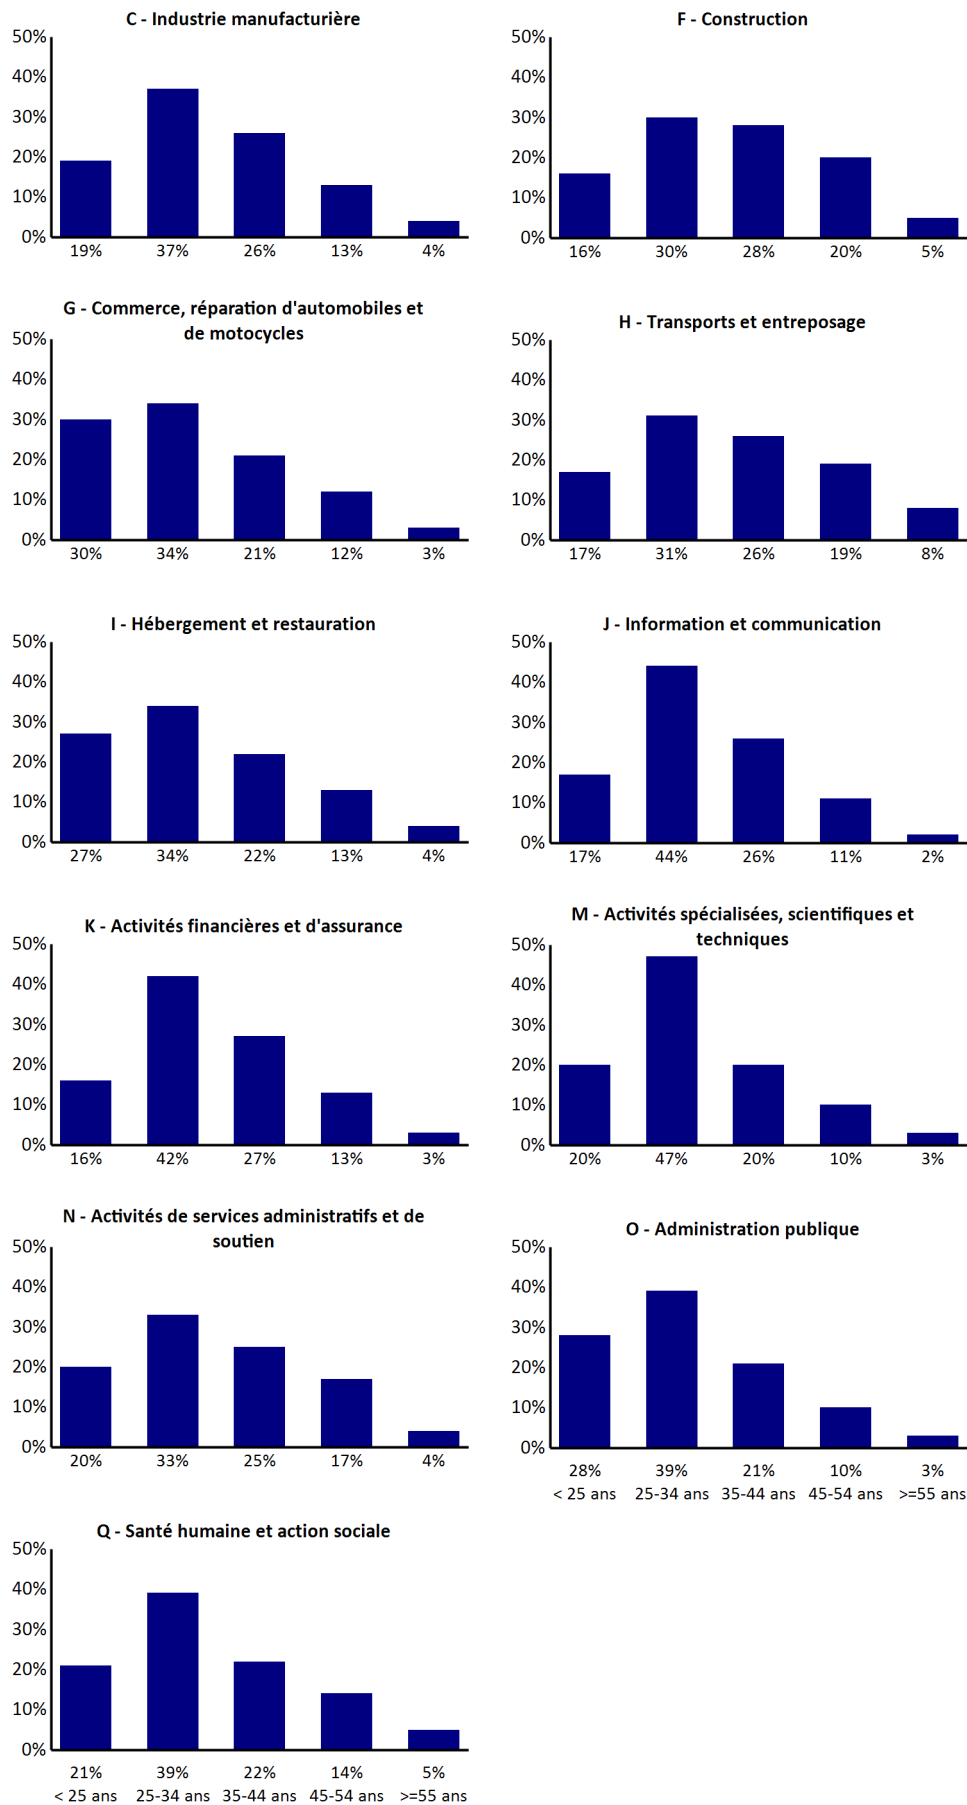 C - Industrie manufacturière
50%
40%
30%
20%
10%
0%
19% 37% 26% 13% 4%
F - Construction
50%
40%
30%
20%
10%
0%
16% 30% 28% 20% 5%
G - Commerce, réparation d'automobiles et
de motocycles
50%
40%
30%
20%
10%
0%
30% 34% 21% 12% 3%
H - Transports et entreposage
50%
40%
30%
20%
10%
0%
17% 31% 26% 19% 8%
I - Hébergement et restauration
50%
40%
30%
20%
10%
0%
27% 34% 22% 13% 4%
J - Information et communication
50%
40%
30%
20%
10%
0%
17% 44% 26% 11% 2%
K - Activités financières et d'assurance
50%
40%
30%
20%
10%
0%
16% 42% 27% 13% 3%
M - Activités spécialisées, scientifiques et
techniques
50%
40%
30%
20%
10%
0%
20% 47% 20% 10% 3%
N - Activités de services administratifs et de
soutien
50%
40%
30%
20%
10%
0%
20% 33% 25% 17% 4%
O - Administration publique
50%
40%
30%
20%
10%
0%
28% 39% 21% 10% 3%
< 25 ans 25-34 ans 35-44 ans 45-54 ans >=55 ans
Q - Santé humaine et action sociale
50%
40%
30%
20%
10%
0%
21% 39% 22% 14% 5%
< 25 ans 25-34 ans 35-44 ans 45-54 ans >=55 ans